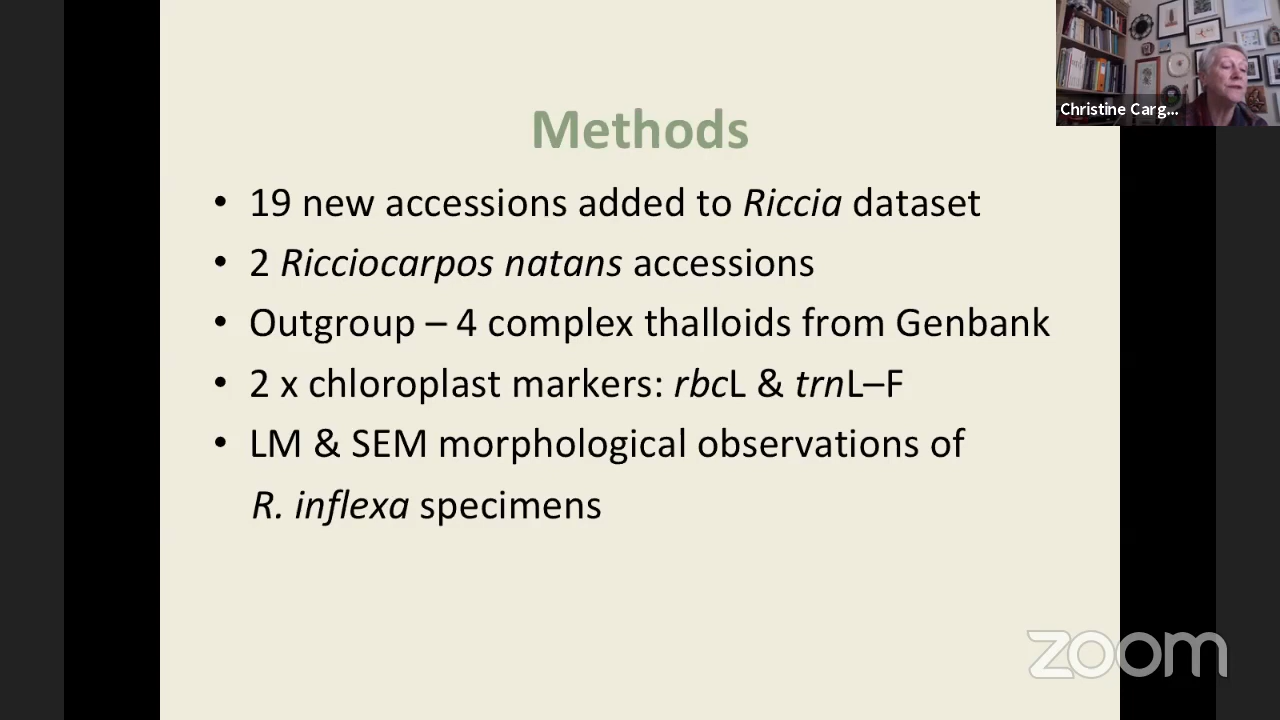 Christine Carg...
Methods
• 19 new accessions added to Riccia dataset
• 2 Ricciocarpos natans accessions
• Outgroup – 4 complex thalloids from Genbank
• 2 x chloroplast markers: rbcL & trnL–F
• LM & SEM morphological observations of
R. inflexa specimens
zoom